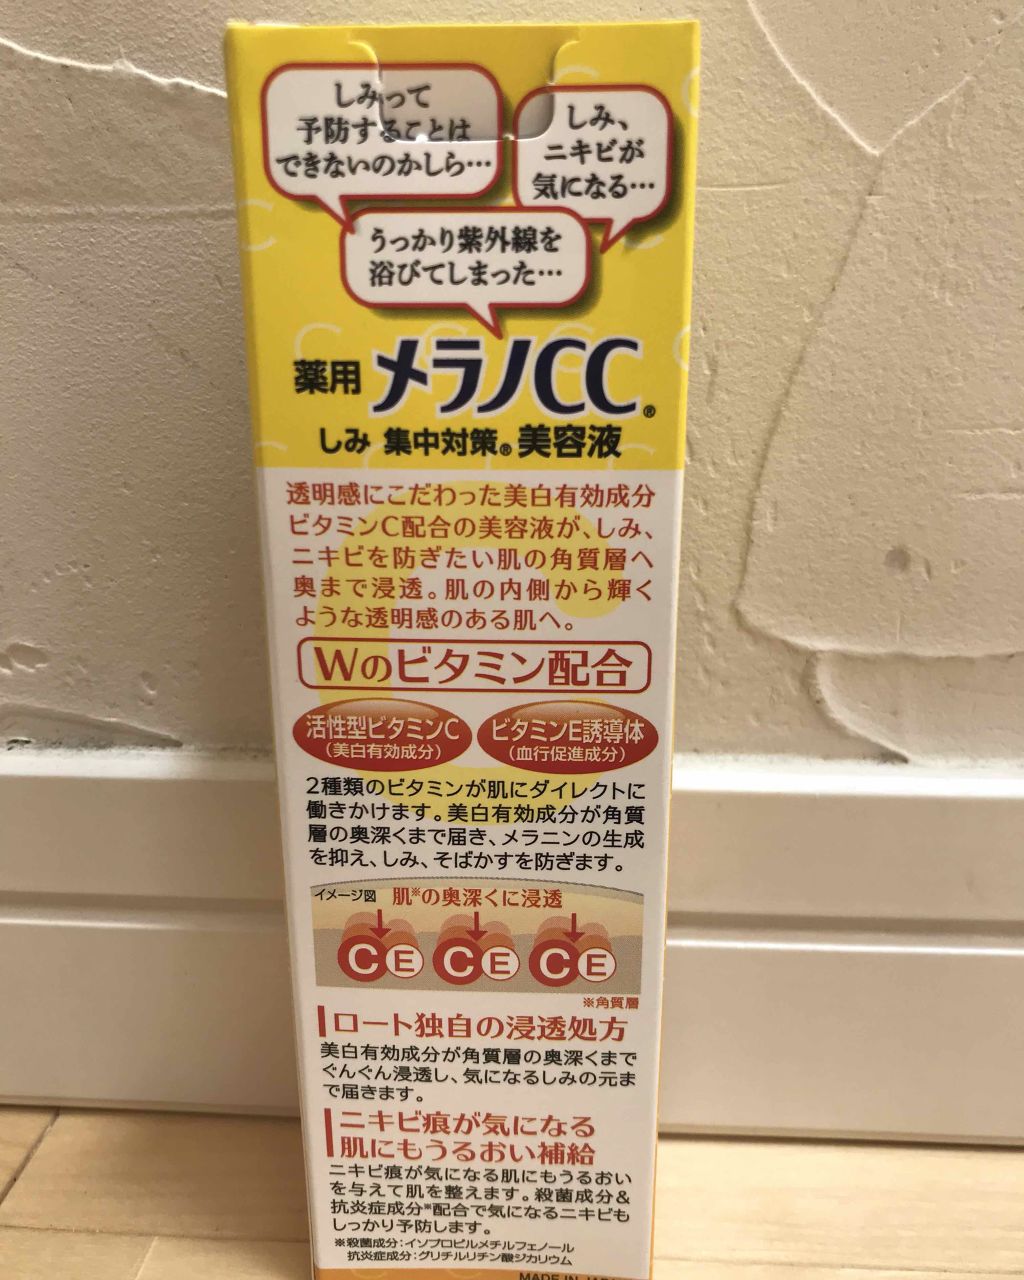 しみって
予防することは
できないのかしら…
しみ、
ニキビが
気になる…
うっかり紫外線を
浴びてしまった…
薬用 メラノCC®
しみ 集中対策® 美容液
透明感にこだわった美白有効成分
ビタミンC配合の美容液が、しみ、
ニキビを防ぎたい肌の角質層へ
奥まで浸透。肌の内側から輝く
ような透明感のある肌へ。
Wのビタミン配合
活性型ビタミンC
(美白有効成分)
ビタミンE誘導体
(血行促進成分)
2種類のビタミンが肌にダイレクトに
働きかけます。美白有効成分が角質
層の奥深くまで届き、メラニンの生成
を抑え、しみ、そばかすを防ぎます。
イメージ図 肌※の奥深くに浸透
C E C E C E
※角質層
ロート独自の浸透処方
美白有効成分が角質層の奥深くまで
ぐんぐん浸透し、気になるしみの元ま
で届きます。
ニキビ痕が気になる
肌にもうるおい補給
ニキビ痕が気になる肌にもうるおい
を与えて肌を整えます。殺菌成分&
抗炎症成分※配合で気になるニキビも
しっかり予防します。
※殺菌成分:イソプロピルメチルフェノール
抗炎症成分:グリチルリチン酸ジカリウム
MADE IN JAPAN